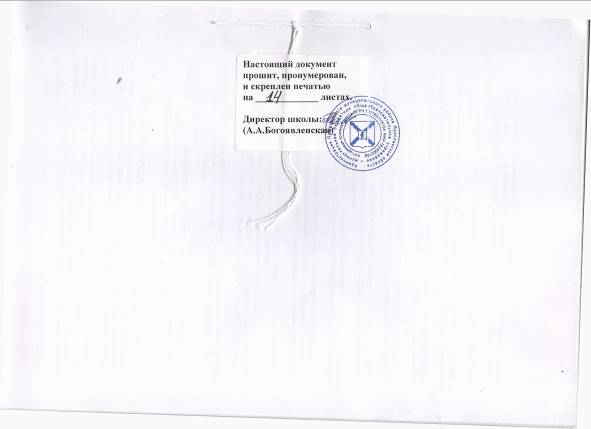 Настоящий документ
прошит, пронумерован,
и скреплен печатью
на 14 листах.
Директор школы:
(А.А.Богоявленская)